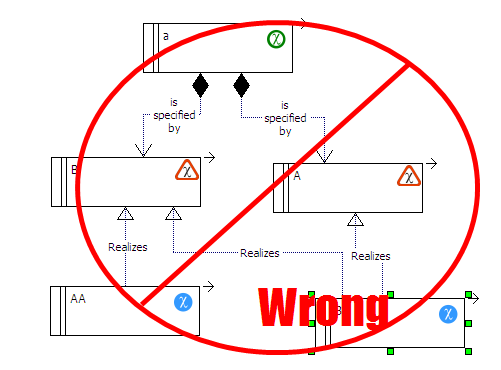 a
χ
is
specified
by
is
specified
by
B
χ
A
χ
Realizes
Realizes
Realizes
AA
χ
χ
Wrong